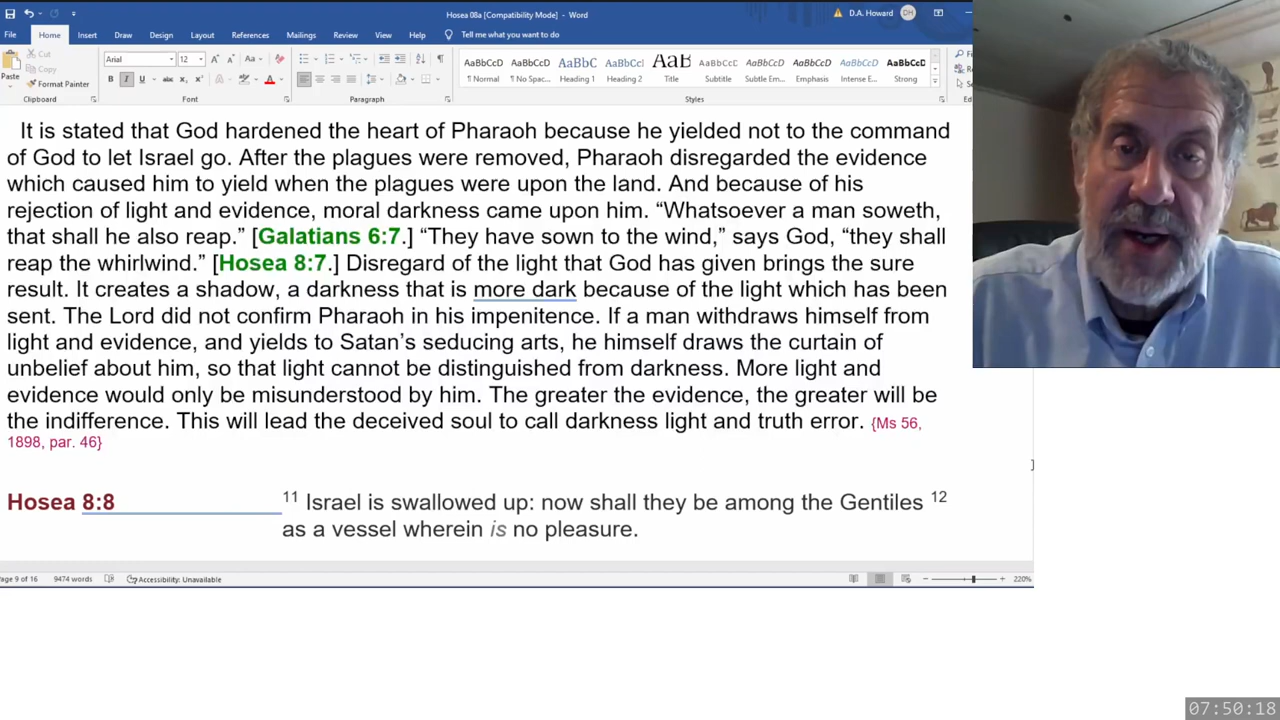 Hosea 08a [Compatibility Mode] - Word
D.A. Howard
DH
File Home Insert Draw Design Layout References Mailings Review View Help Tell me what you want to do
Paste
Cut
Copy
Format Painter
Clipboard
Arial 12
Font
Paragraph
AaBbCcD AaBbCcD AaBbC AaBbCcD AaB AaBbCcD AaBbCcD AaBbCcD AaBbCcD AaBbCcD
¶ Normal ¶ No Spac... Heading 1 Heading 2 Title Subtitle Subtle Em... Emphasis Intense E... Strong
Styles
It is stated that God hardened the heart of Pharaoh because he yielded not to the command
of God to let Israel go. After the plagues were removed, Pharaoh disregarded the evidence
which caused him to yield when the plagues were upon the land. And because of his
rejection of light and evidence, moral darkness came upon him. “Whatsoever a man soweth,
that shall he also reap.” [Galatians 6:7.] “They have sown to the wind,” says God, “they shall
reap the whirlwind.” [Hosea 8:7.] Disregard of the light that God has given brings the sure
result. It creates a shadow, a darkness that is more dark because of the light which has been
sent. The Lord did not confirm Pharaoh in his impenitence. If a man withdraws himself from
light and evidence, and yields to Satan’s seducing arts, he himself draws the curtain of
unbelief about him, so that light cannot be distinguished from darkness. More light and
evidence would only be misunderstood by him. The greater the evidence, the greater will be
the indifference. This will lead the deceived soul to call darkness light and truth error. {Ms 56,
1898, par. 46}
Hosea 8:8 11 Israel is swallowed up: now shall they be among the Gentiles 12
as a vessel wherein is no pleasure.
age 9 of 16 9474 words Accessibility: Unavailable 220%
07:50:18